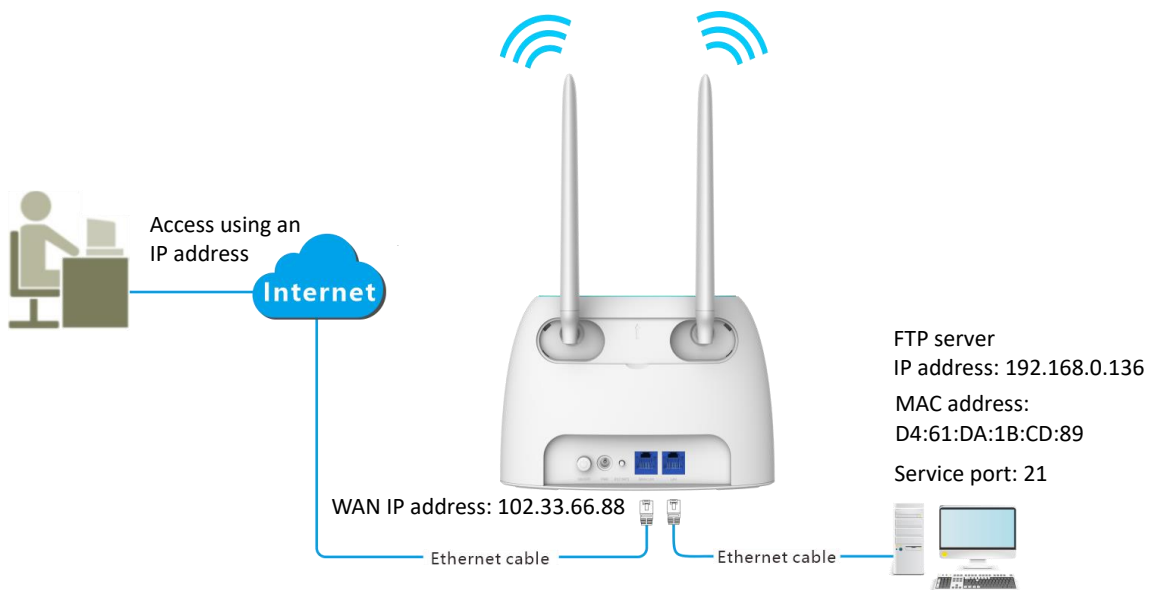 Access using an
IP address
Internet
FTP server
IP address: 192.168.0.136
MAC address:
D4:61:DA:1B:CD:89
Service port: 21
WAN IP address: 102.33.66.88
Ethernet cable
Ethernet cable